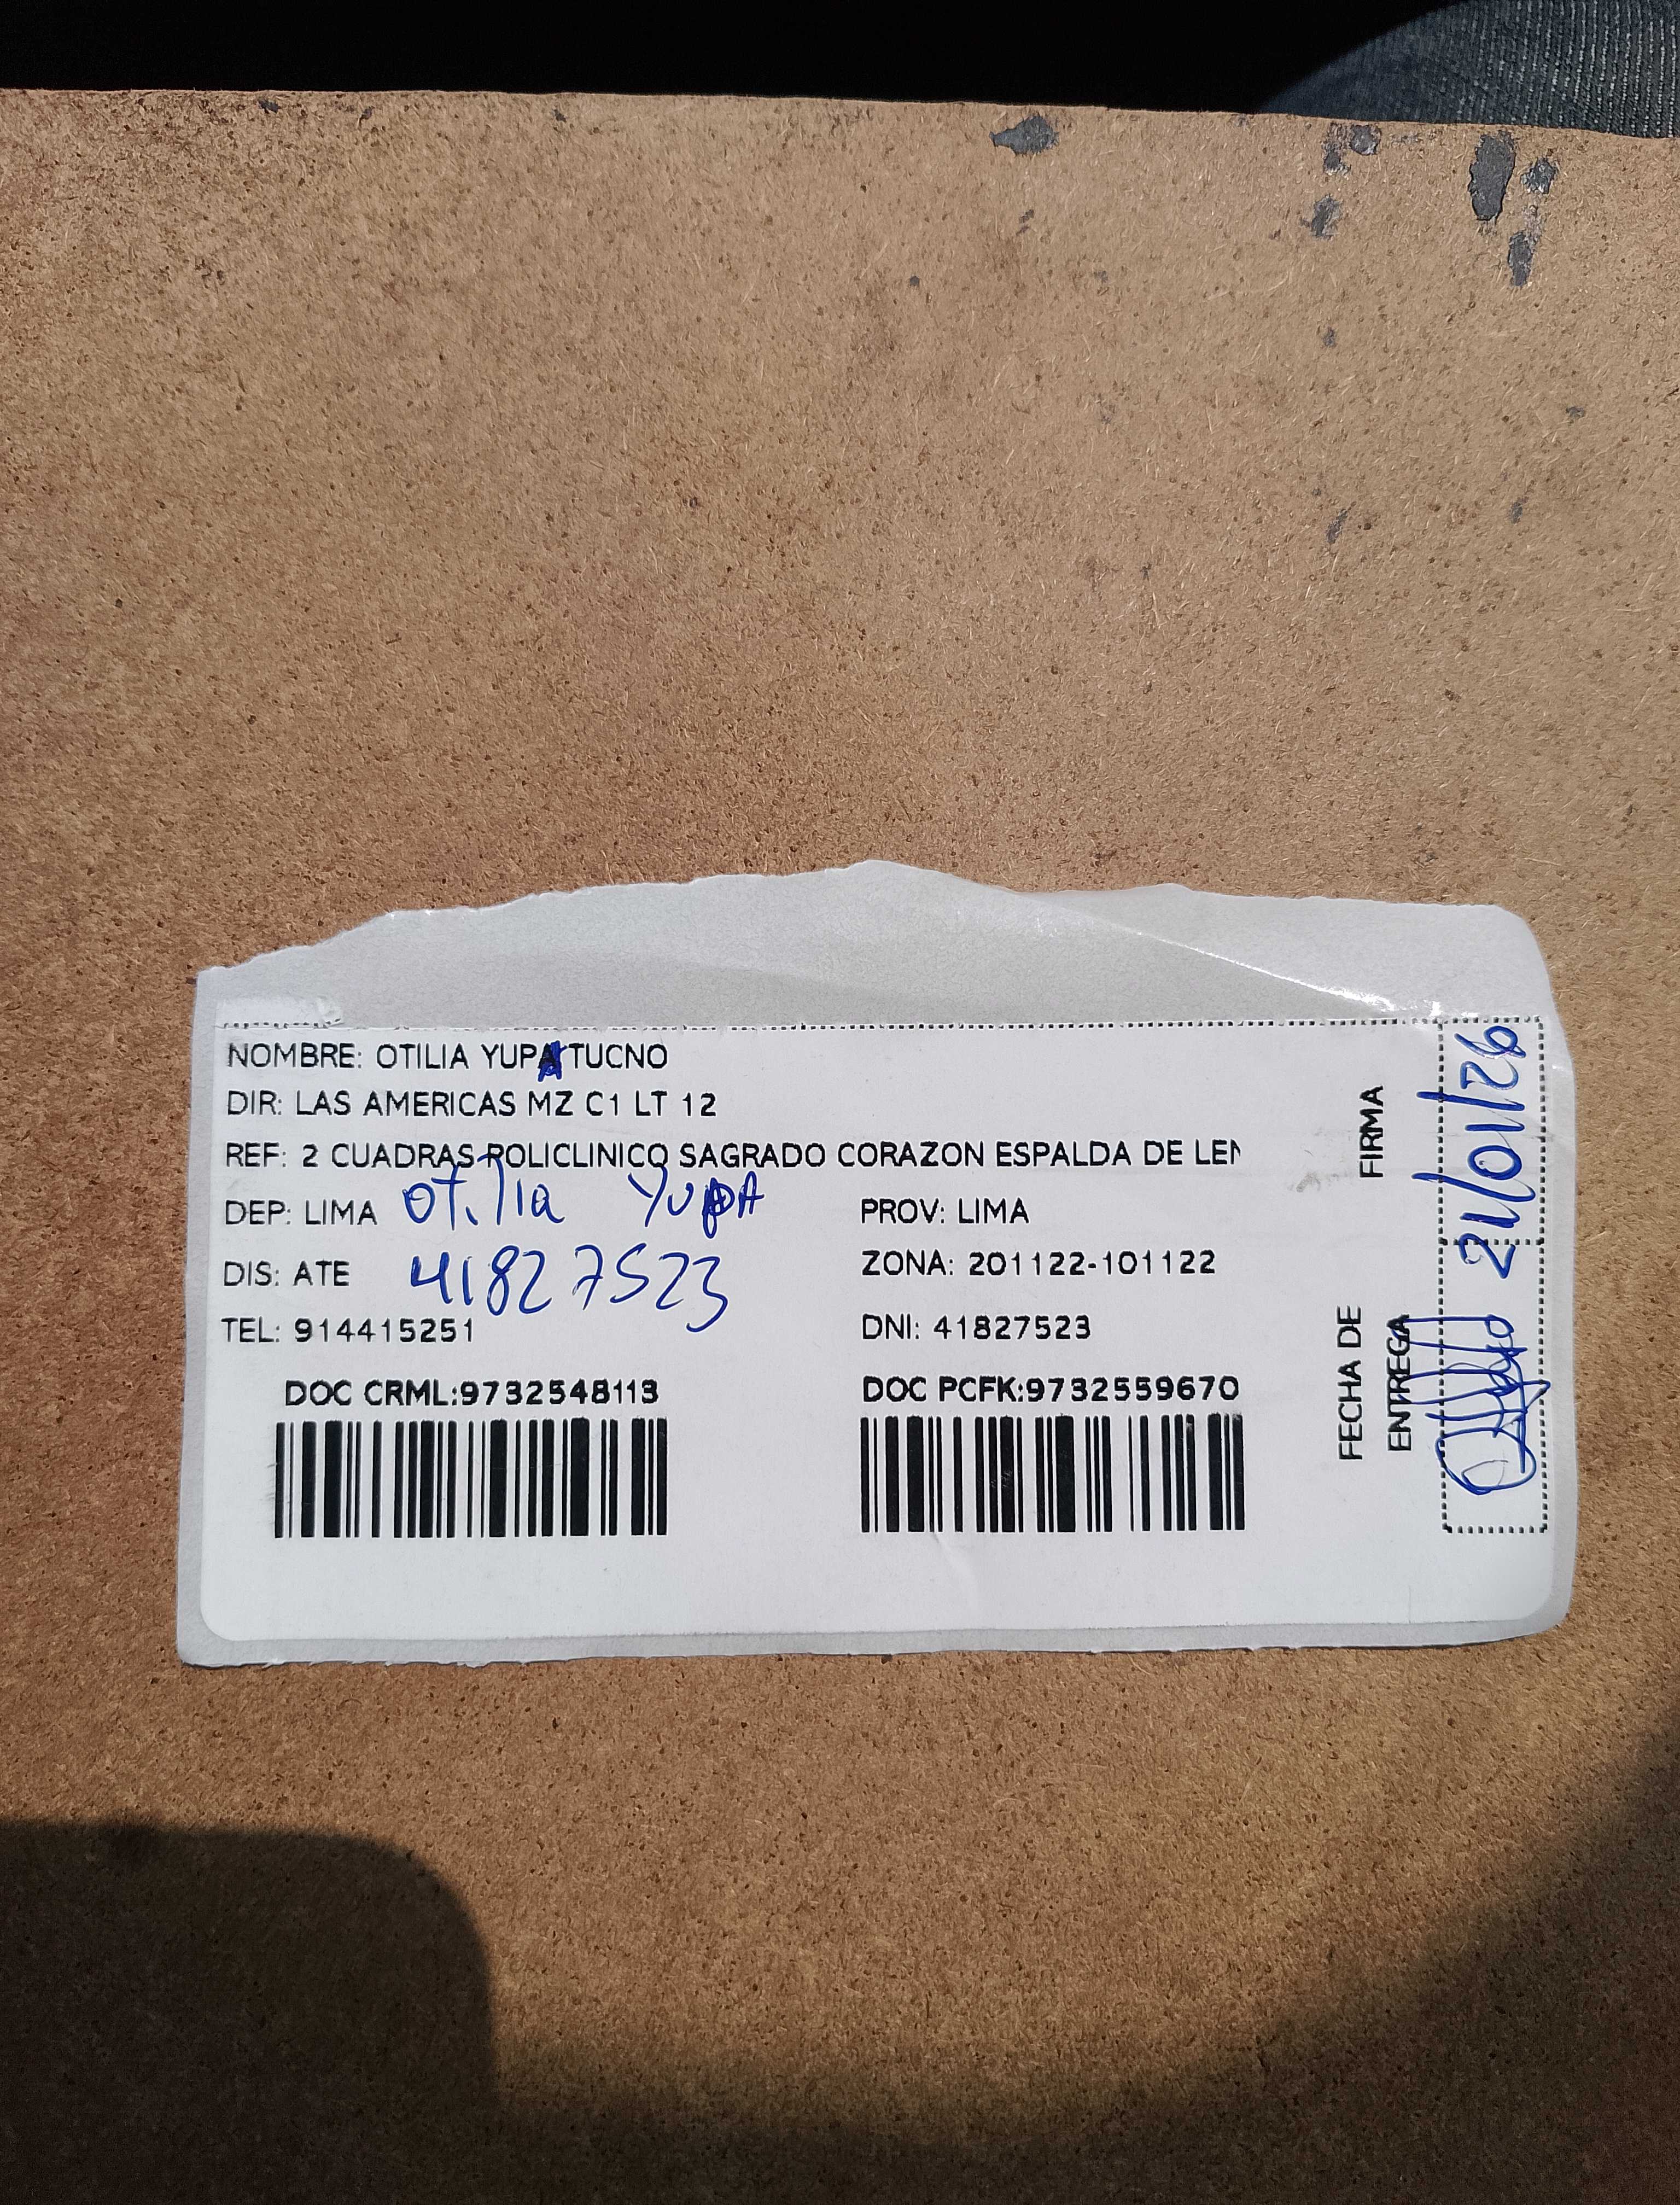 NOMBRE: OTILIA YUPA TUCNO
DIR: LAS AMERICAS MZ C1 LT 12
REF: 2 CUADRAS POLICLINICO SAGRADO CORAZON ESPALDA DE LEN
DEP: LIMA otilia YUPA PROV: LIMA
DIS: ATE 41827523 ZONA: 201122-101122
TEL: 914415251 DNI: 41827523
DOC CRML:9732548113 DOC PCFK:9732559670
FIRMA
FECHA DE
ENTREGA
21/01/26